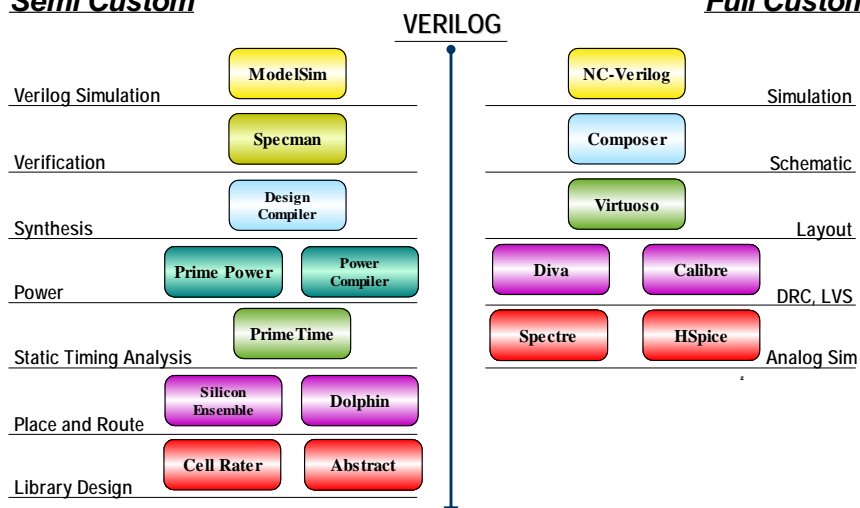 Semi Custom
Full Custom
VERILOG
ModelSim
Verilog Simulation
Specman
Verification
Design
Compiler
Synthesis
Prime Power
Power
Compiler
Power
PrimeTime
Static Timing Analysis
Silicon
Ensemble
Dolphin
Place and Route
Cell Rater
Abstract
Library Design
NC-Verilog
Simulation
Composer
Schematic
Virtuoso
Layout
Diva
Calibre
DRC, LVS
Spectre
HSpice
Analog Sim
z